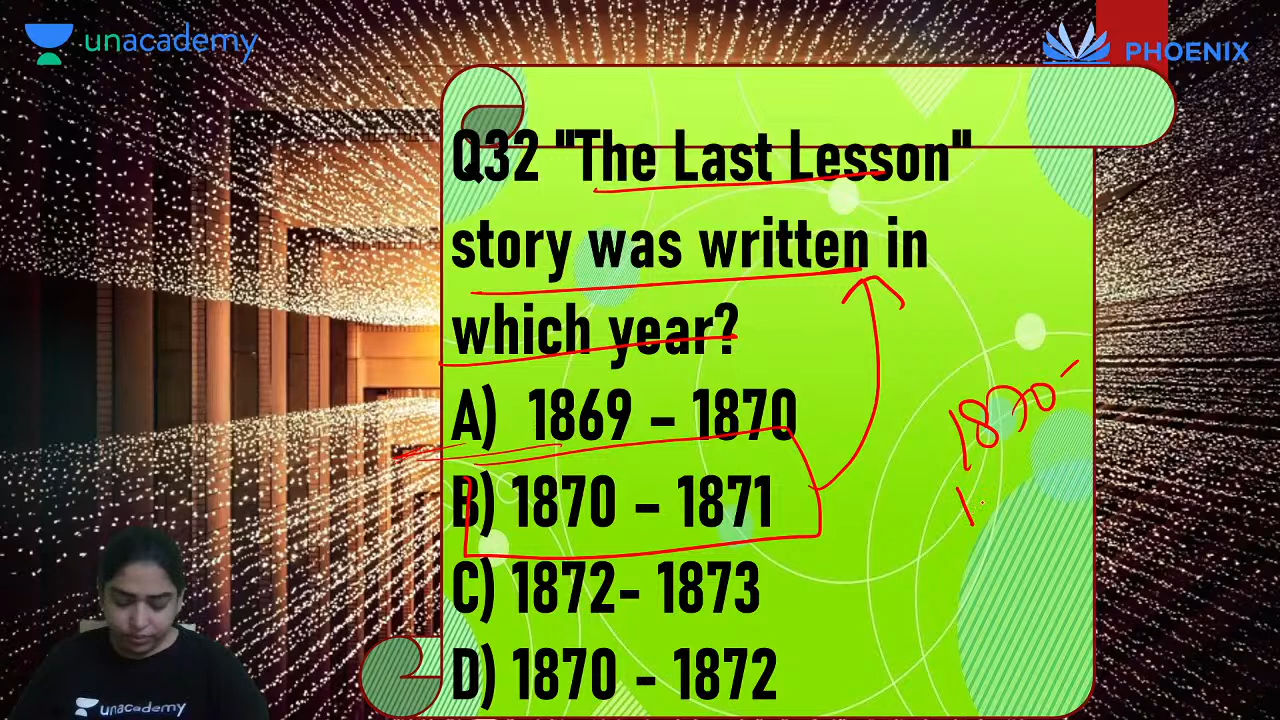 unacademy
PHOENIX
Q32 "The Last Lesson"
story was written in
which year?
A) 1869 – 1870
B) 1870 – 1871
C) 1872- 1873
D) 1870 - 1872
1870-
unacademy